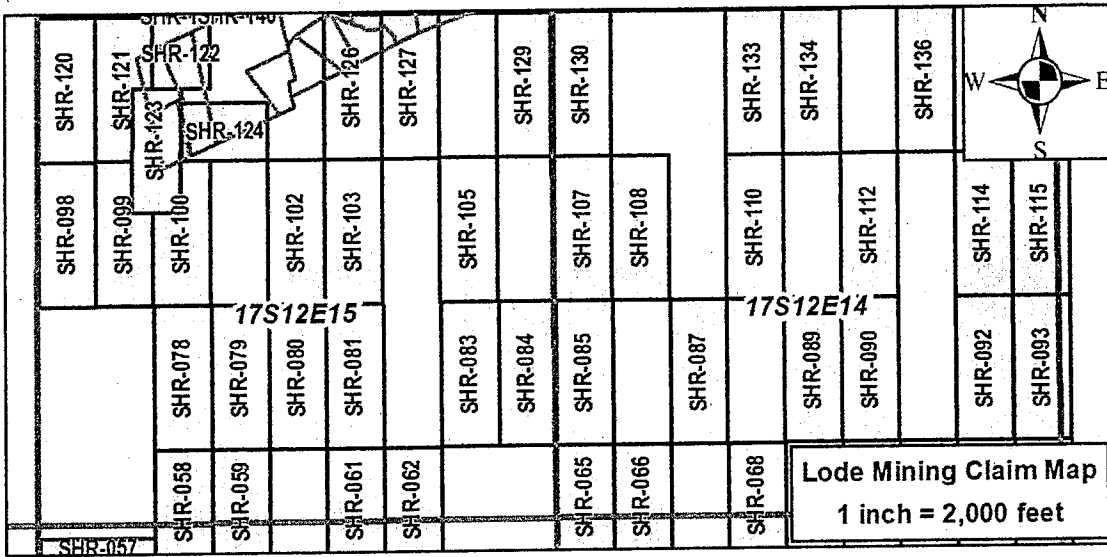 SHR-120
SHR-121
SHR-122
SHR-123
SHR-124
SHR-126
SHR-127
SHR-129
SHR-130
SHR-133
SHR-134
SHR-136
N
W
E
S
SHR-098
SHR-099
SHR-100
SHR-102
SHR-103
SHR-105
SHR-107
SHR-108
SHR-110
SHR-112
SHR-114
SHR-115
17S12E15
17S12E14
SHR-078
SHR-079
SHR-080
SHR-081
SHR-083
SHR-084
SHR-085
SHR-087
SHR-089
SHR-090
SHR-092
SHR-093
SHR-058
SHR-059
SHR-061
SHR-062
SHR-065
SHR-066
SHR-068
SHR-057
Lode Mining Claim Map
1 inch = 2,000 feet